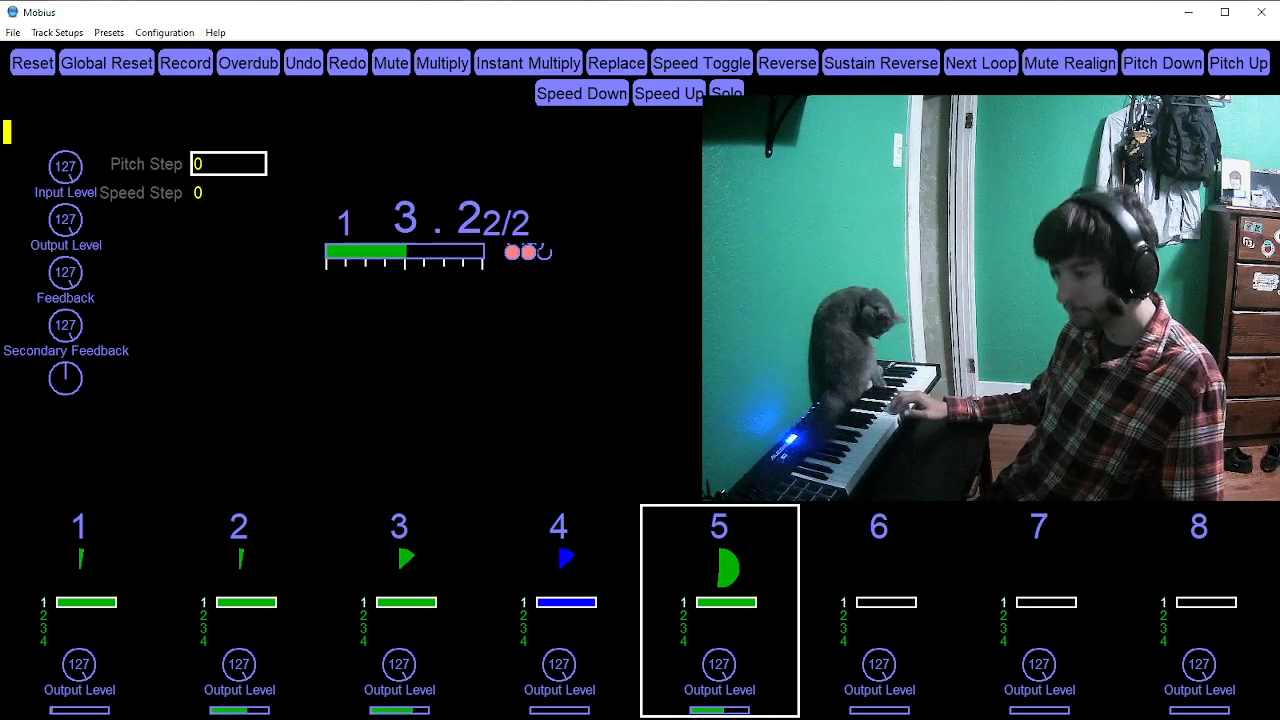 Möbius
File Track Setups Presets Configuration Help
Reset Global Reset Record Overdub Undo Redo Mute Multiply Instant Multiply Replace Speed Toggle Reverse Sustain Reverse Next Loop Mute Realign Pitch Down Pitch Up
Speed Down Speed Up Solo
127 Pitch Step 0
Input Level Speed Step 0
127
Output Level
127
Feedback
127
Secondary Feedback
1 3 . 2 2/2
1 2 3 4 5 6 7 8
1 1 1 1 1 1 1 1
2 2 2 2 2 2 2 2
3 3 3 3 3 3 3 3
4 4 4 4 4 4 4 4
127 127 127 127 127 127 127 127
Output Level Output Level Output Level Output Level Output Level Output Level Output Level Output Level